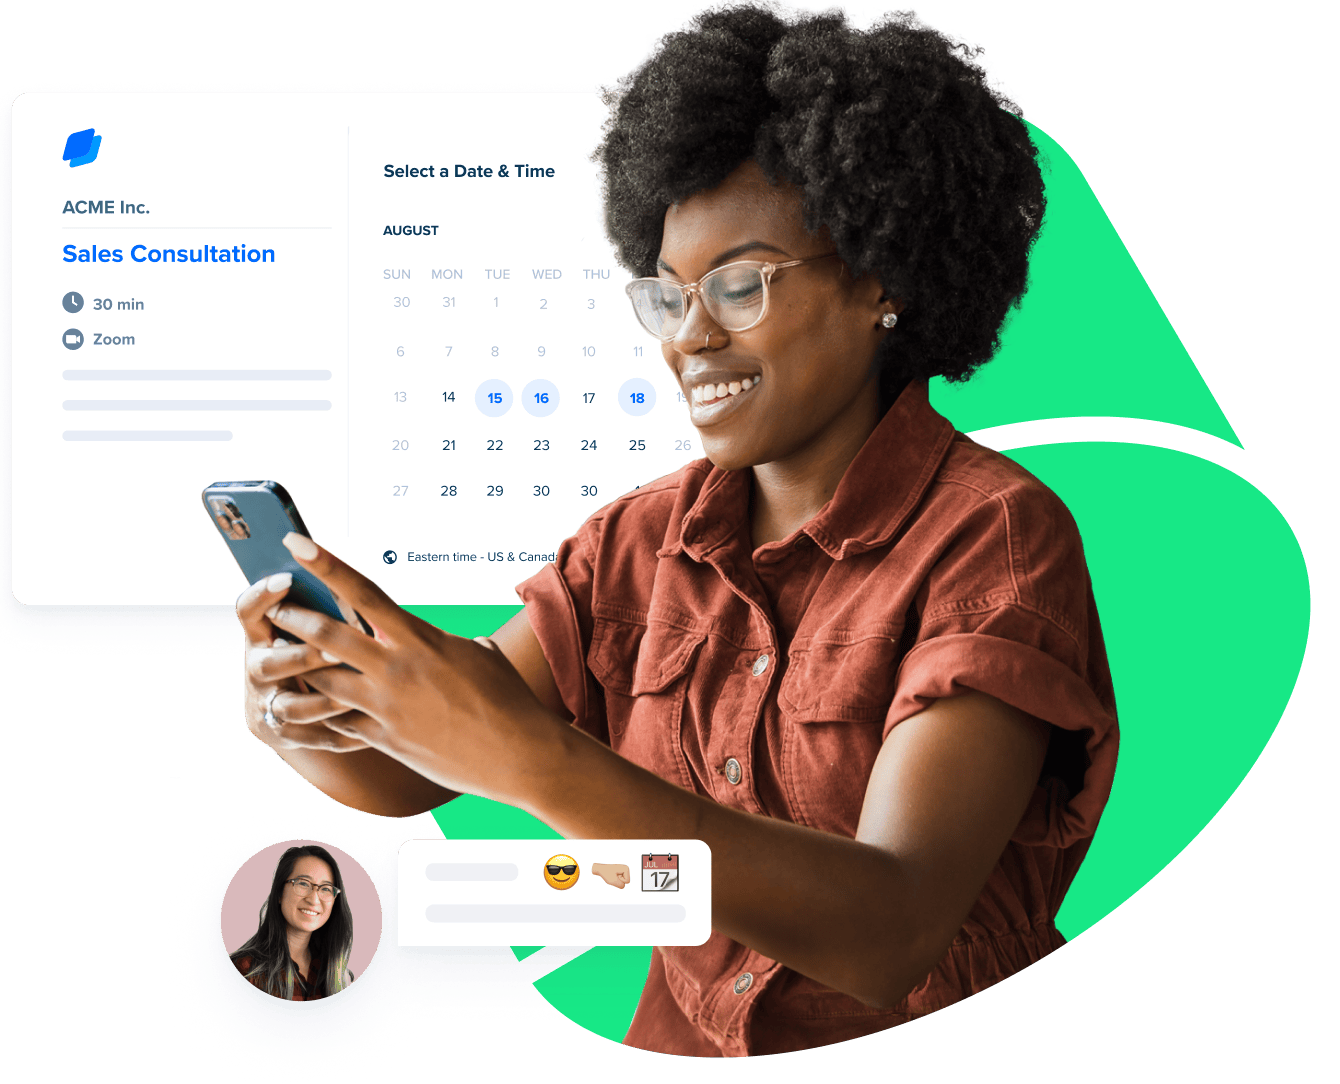 ACME Inc.
Sales Consultation
30 min
Zoom
Select a Date & Time
AUGUST
SUN MON TUE WED THU
30 31 1 2 3
6 7 8 9 10 11
13 14 15 16 17 18
20 21 22 23 24 25 26
27 28 29 30 30
Eastern time - US & Canada
JUL
17